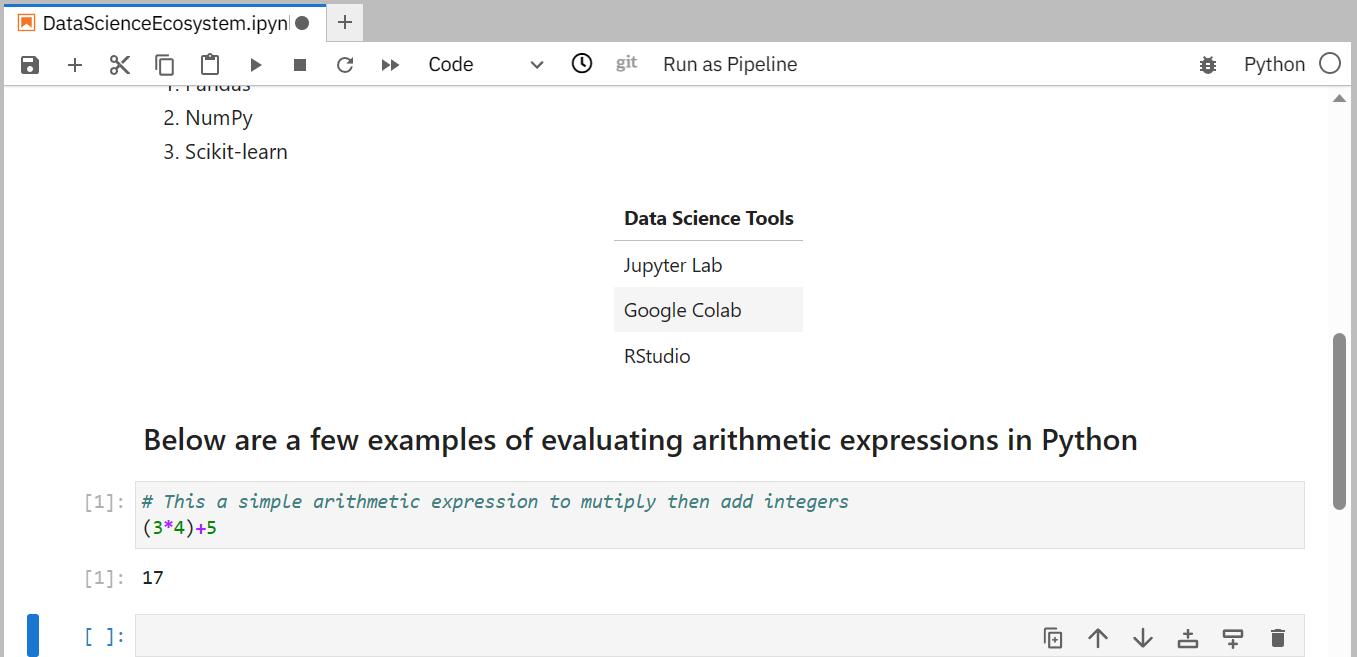 DataScienceEcosystem.ipynl
Code git Run as Pipeline Python
1. Pandas
2. NumPy
3. Scikit-learn
Data Science Tools
Jupyter Lab
Google Colab
RStudio
Below are a few examples of evaluating arithmetic expressions in Python
[1]: # This a simple arithmetic expression to mutiply then add integers
(3*4)+5
[1]: 17
[ ]: